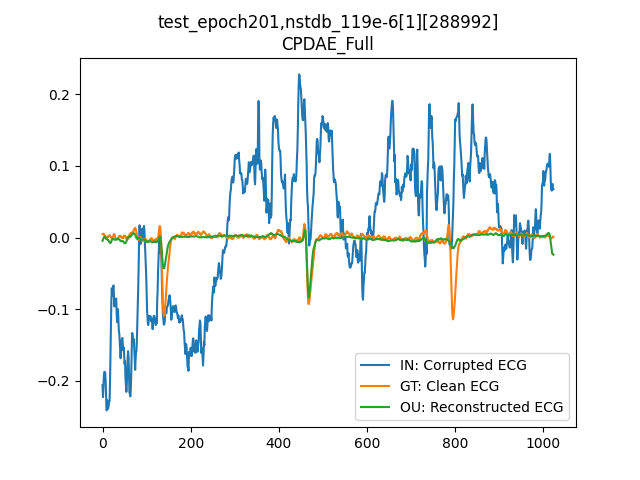 test_epoch201,nstdb_119e-6[1][288992]
CPDAE_Full
0.2
0.1
0.0
−0.1
−0.2
0
200
400
600
800
1000
IN: Corrupted ECG
GT: Clean ECG
OU: Reconstructed ECG